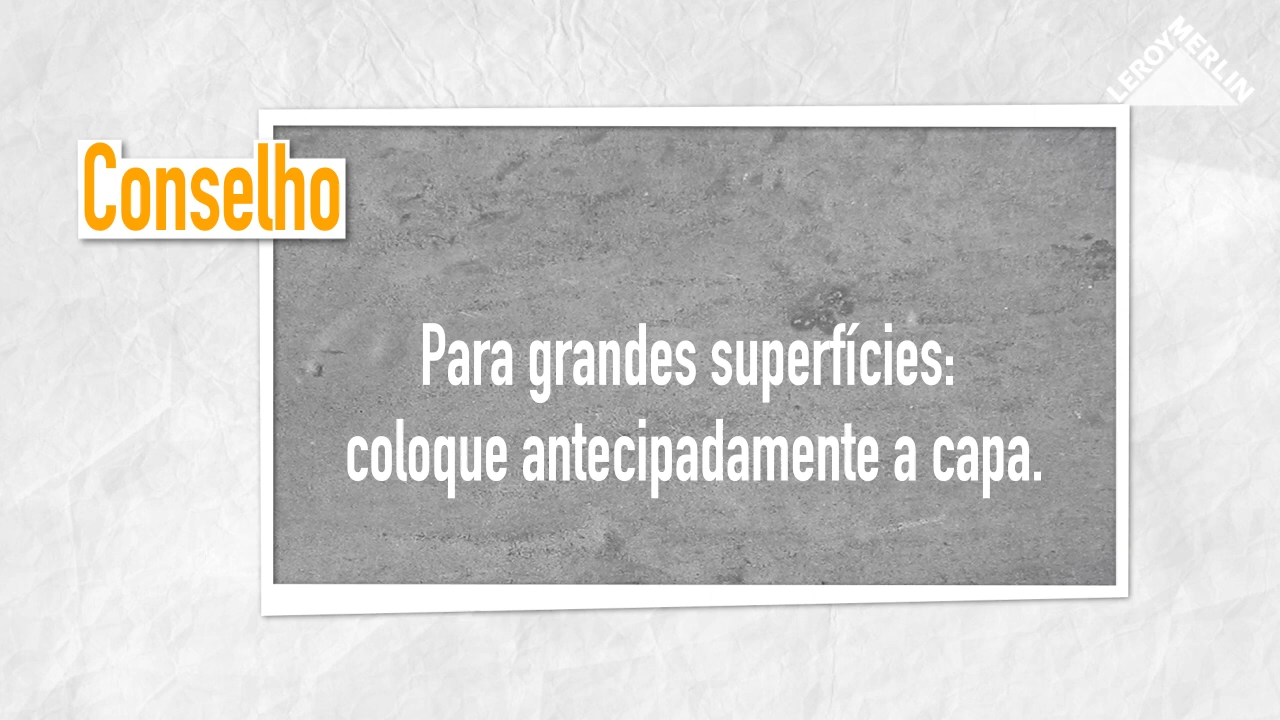 LEROY MERLIN
Conselho
Para grandes superfícies:
coloque antecipadamente a capa.